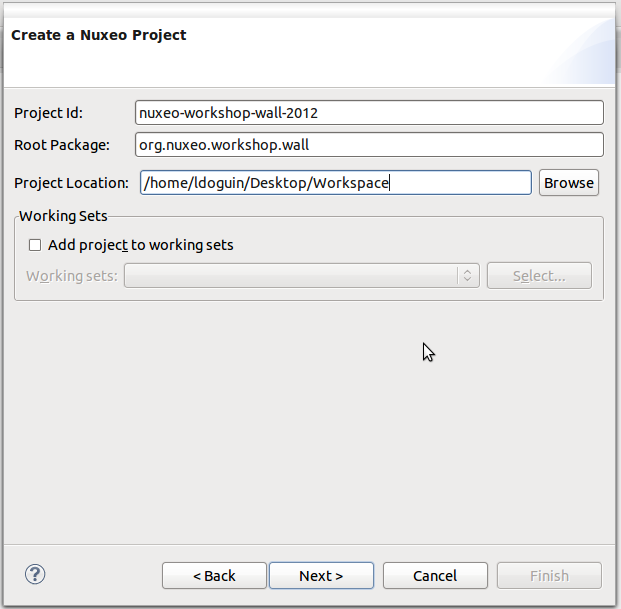 Create a Nuxeo Project
Project Id: nuxeo-workshop-wall-2012
Root Package: org.nuxeo.workshop.wall
Project Location: /home/ldoguin/Desktop/Workspace Browse
Working Sets
Add project to working sets
Working sets: Select...
? < Back Next > Cancel Finish